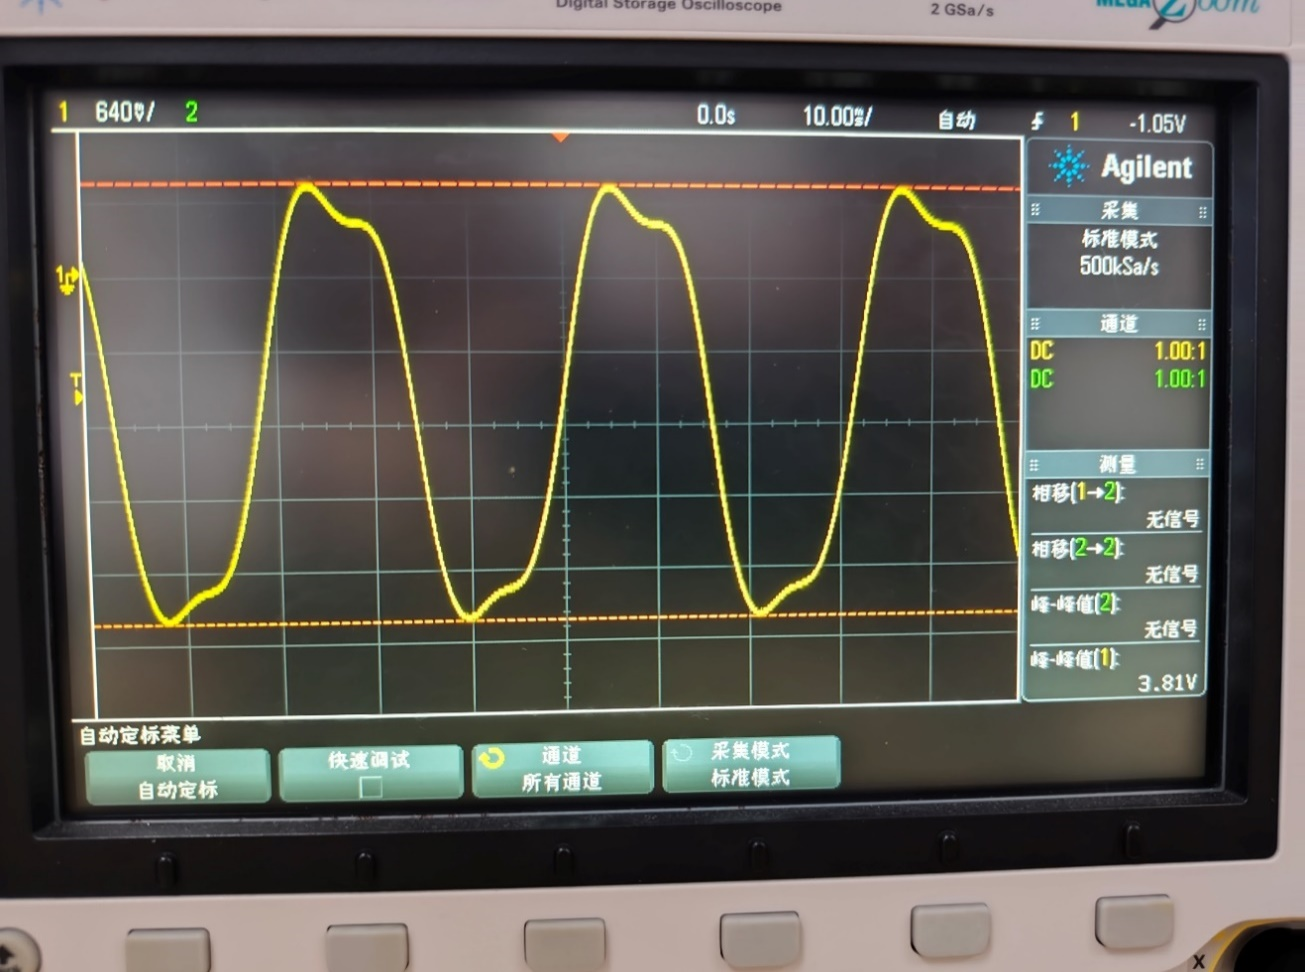 Digital Storage Oscilloscope
2 GSa/s
MEGA Zoom
1 640mV/ 2 0.0s 10.00ms/ 自动 1 -1.05V
Agilent
采集
标准模式
500kSa/s
通道
DC 1.00:1
DC 1.00:1
测量
相移(1→2):
无信号
相移(2→2):
无信号
峰-峰值(2):
无信号
峰-峰值(1):
3.81V
1
T
自动定标菜单
取消
自动定标
快速调试
通道
所有通道
采集模式
标准模式
X